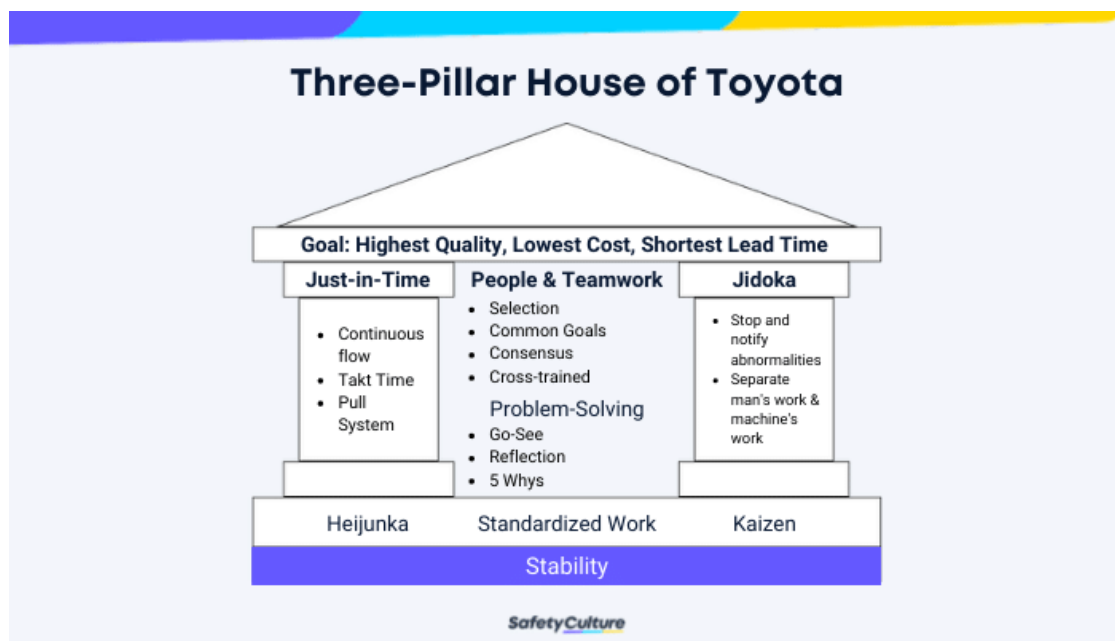 Three-Pillar House of Toyota
Goal: Highest Quality, Lowest Cost, Shortest Lead Time
Just-in-Time
• Continuous
flow
• Takt Time
• Pull
System
People & Teamwork
• Selection
• Common Goals
• Consensus
• Cross-trained
Problem-Solving
• Go-See
• Reflection
• 5 Whys
Jidoka
• Stop and
notify
abnormalities
• Separate
man's work &
machine's
work
Heijunka
Standardized Work
Kaizen
Stability
SafetyCulture